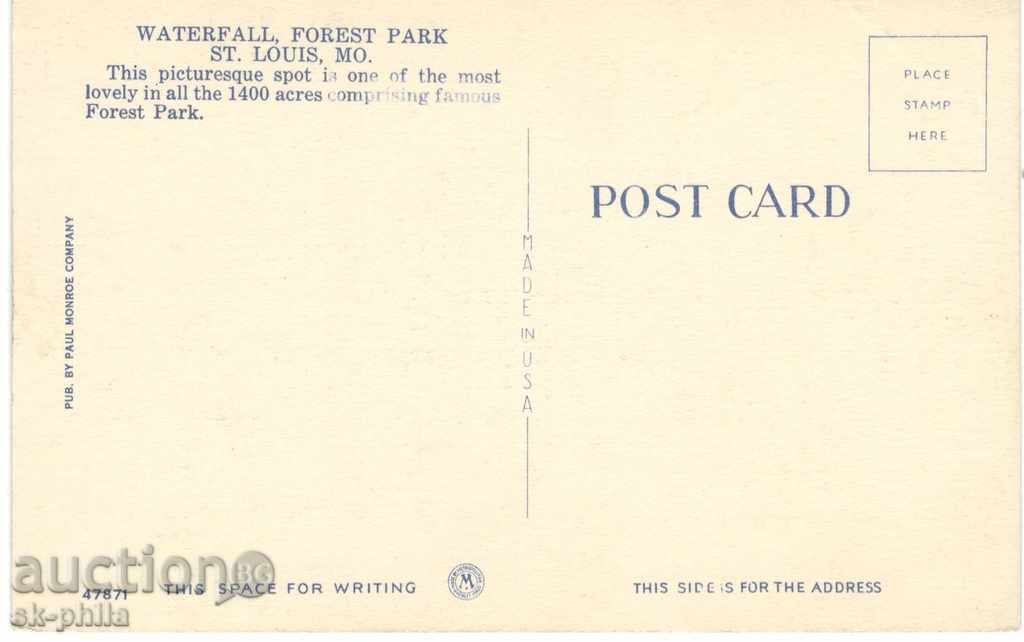 WATERFALL, FOREST PARK
ST. LOUIS, MO.
This picturesque spot is one of the most
lovely in all the 1400 acres comprising famous
Forest Park.
PLACE
STAMP
HERE
POST CARD
PUB. BY PAUL MONROE COMPANY
MADE IN USA
47871
THIS SPACE FOR WRITING
M
THIS SIDE IS FOR THE ADDRESS
auction BG
sk-phila